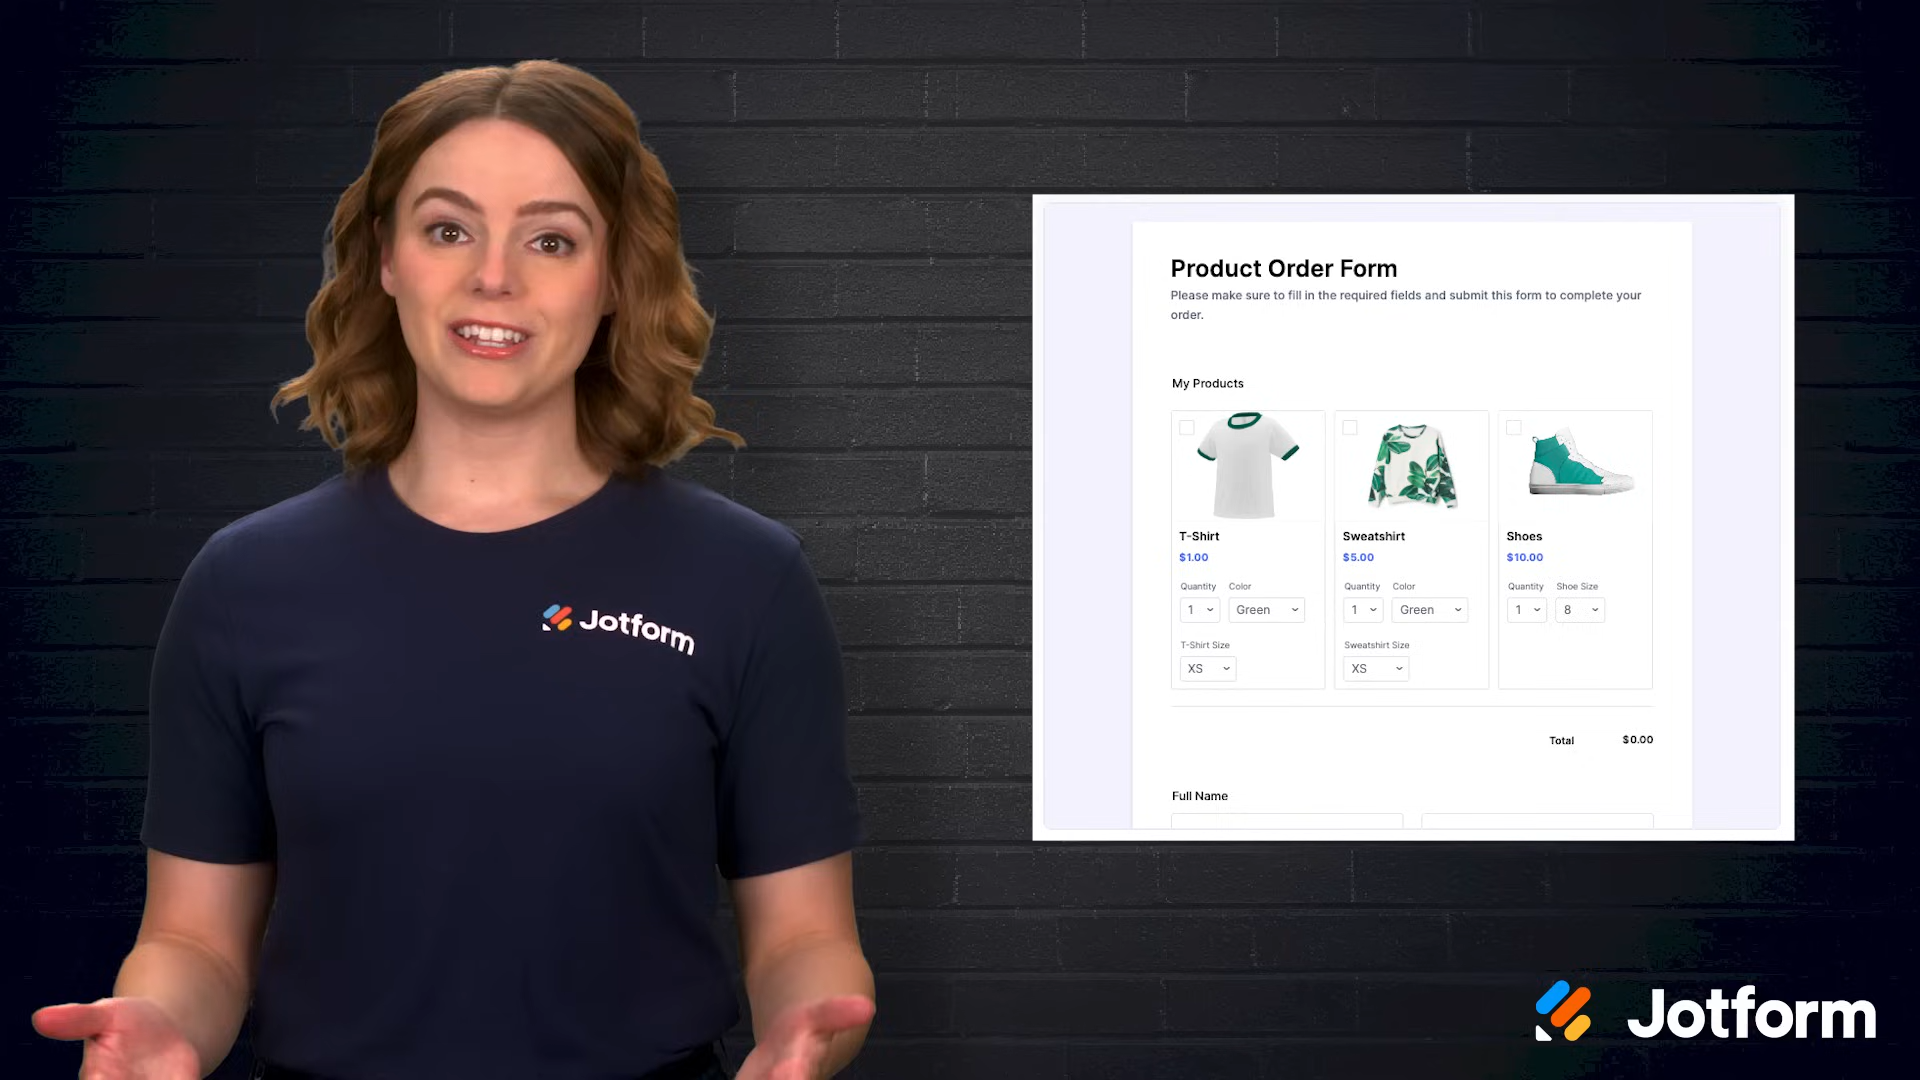 Jotform
Product Order Form
Please make sure to fill in the required fields and submit this form to complete your
order.
My Products
T-Shirt
$1.00
Quantity Color
1 Green
T-Shirt Size
XS
Sweatshirt
$5.00
Quantity Color
1 Green
Sweatshirt Size
XS
Shoes
$10.00
Quantity Shoe Size
1 8
Total $0.00
Full Name
Jotform